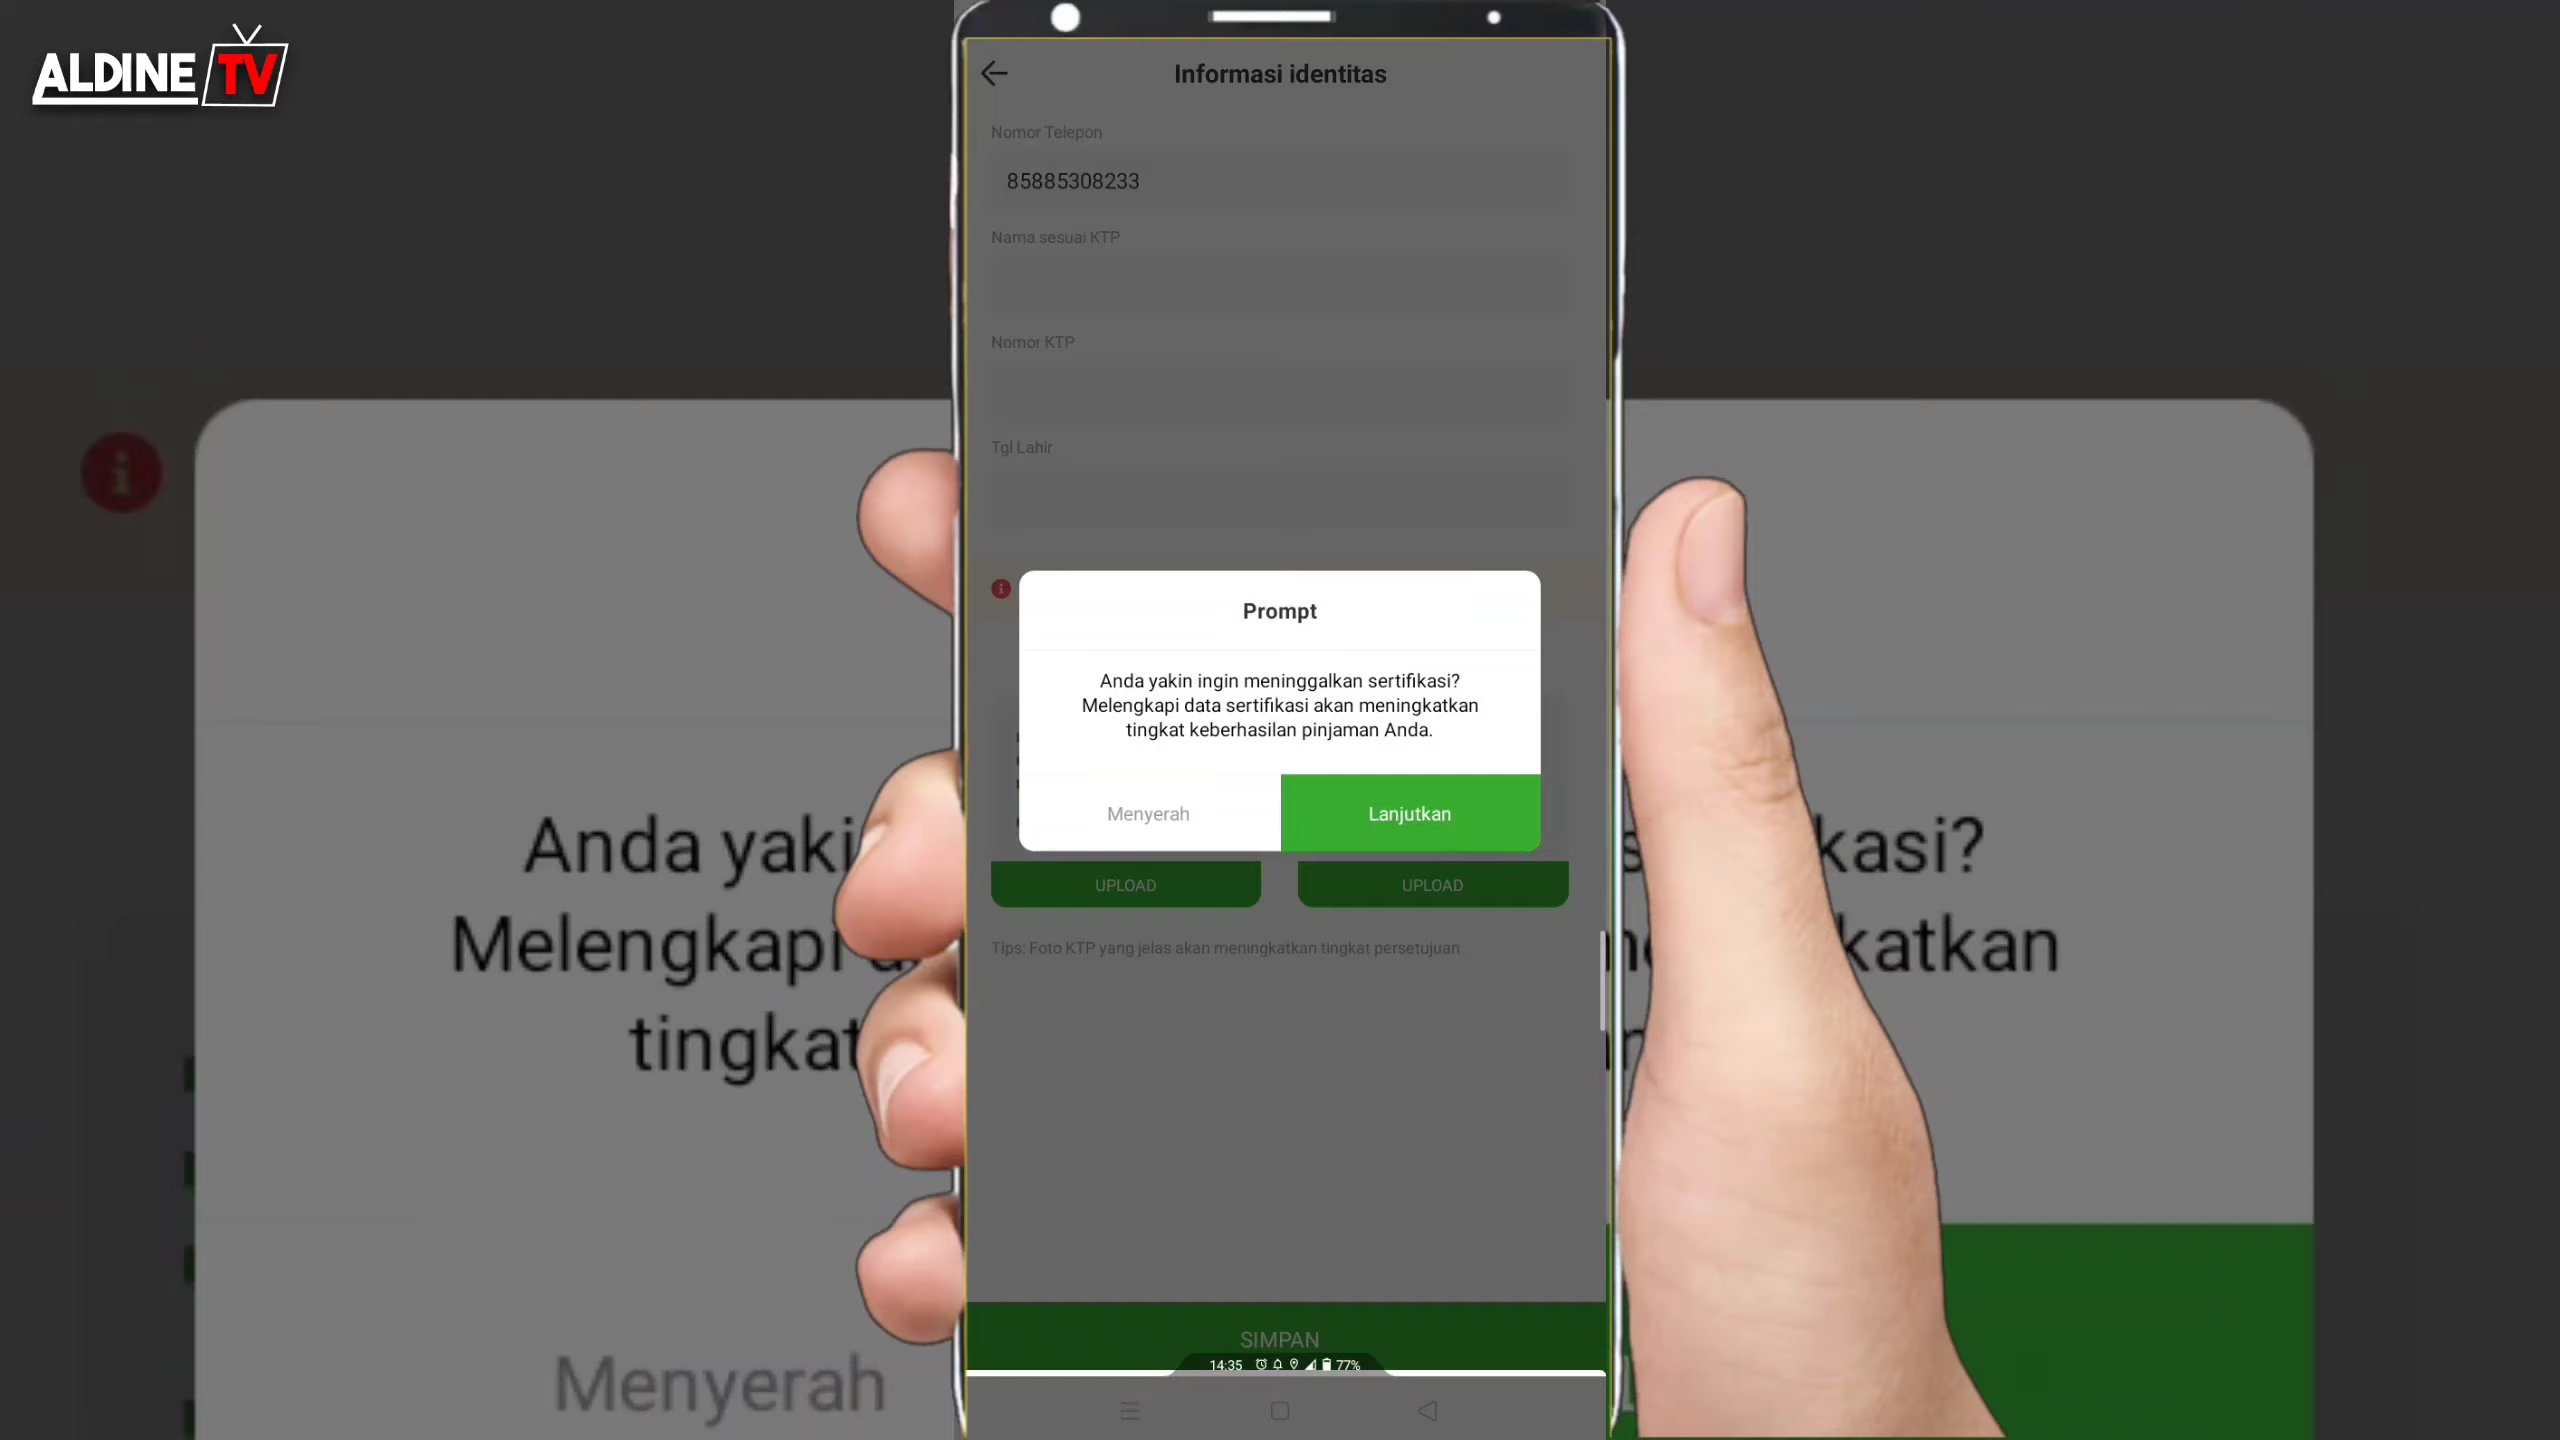 ALDINE TV
Informasi identitas
Nomor Telepon
85885308233
Nama sesuai KTP
Nomor KTP
Tgl Lahir
Prompt
Anda yakin ingin meninggalkan sertifikasi?
Melengkapi data sertifikasi akan meningkatkan
tingkat keberhasilan pinjaman Anda.
Menyerah
Lanjutkan
UPLOAD
UPLOAD
Tips: Foto KTP yang jelas akan meningkatkan tingkat persetujuan
SIMPAN
14:35 77%
Anda yaki
kasi?
Melengkapi
katkan
tingkat
Menyerah